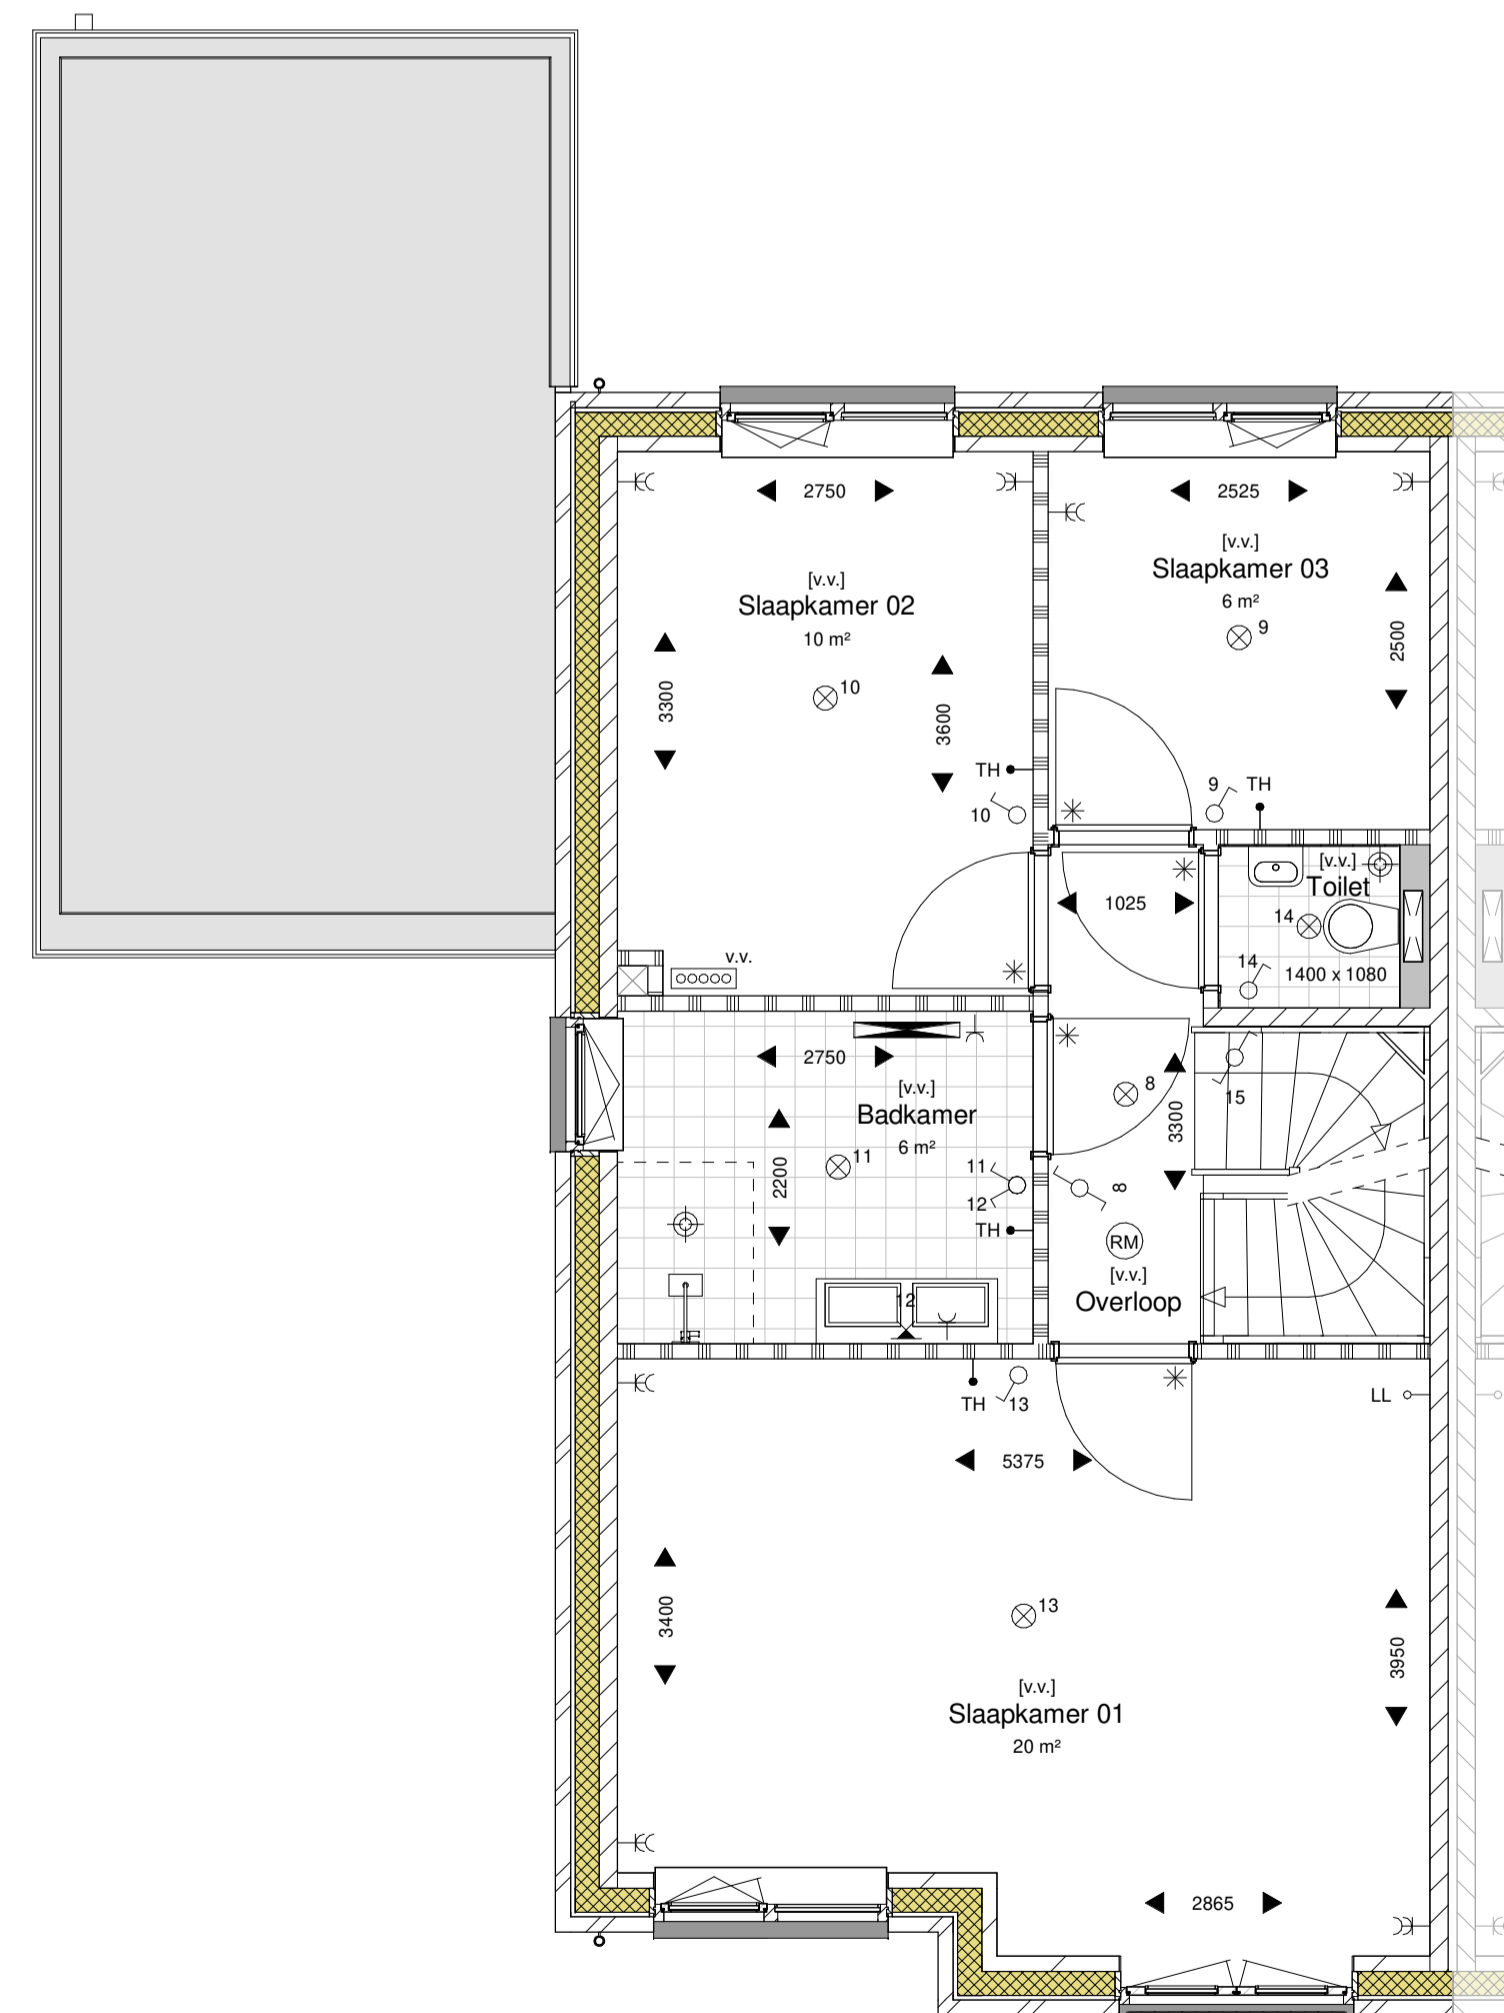 2750
2525
[v.v.]
Slaapkamer 03
6 m²
9
[v.v.]
Slaapkamer 02
10 m²
10
3300
3600
2500
TH
10
9
TH
[v.v.]
Toilet
14
14
1400 x 1080
1025
v.v.
2750
[v.v.]
Badkamer
6 m²
11
2200
11
12
TH
12
8
3300
15
8
RM
[v.v.]
Overloop
TH
13
LL
5375
3400
13
3950
[v.v.]
Slaapkamer 01
20 m²
2865